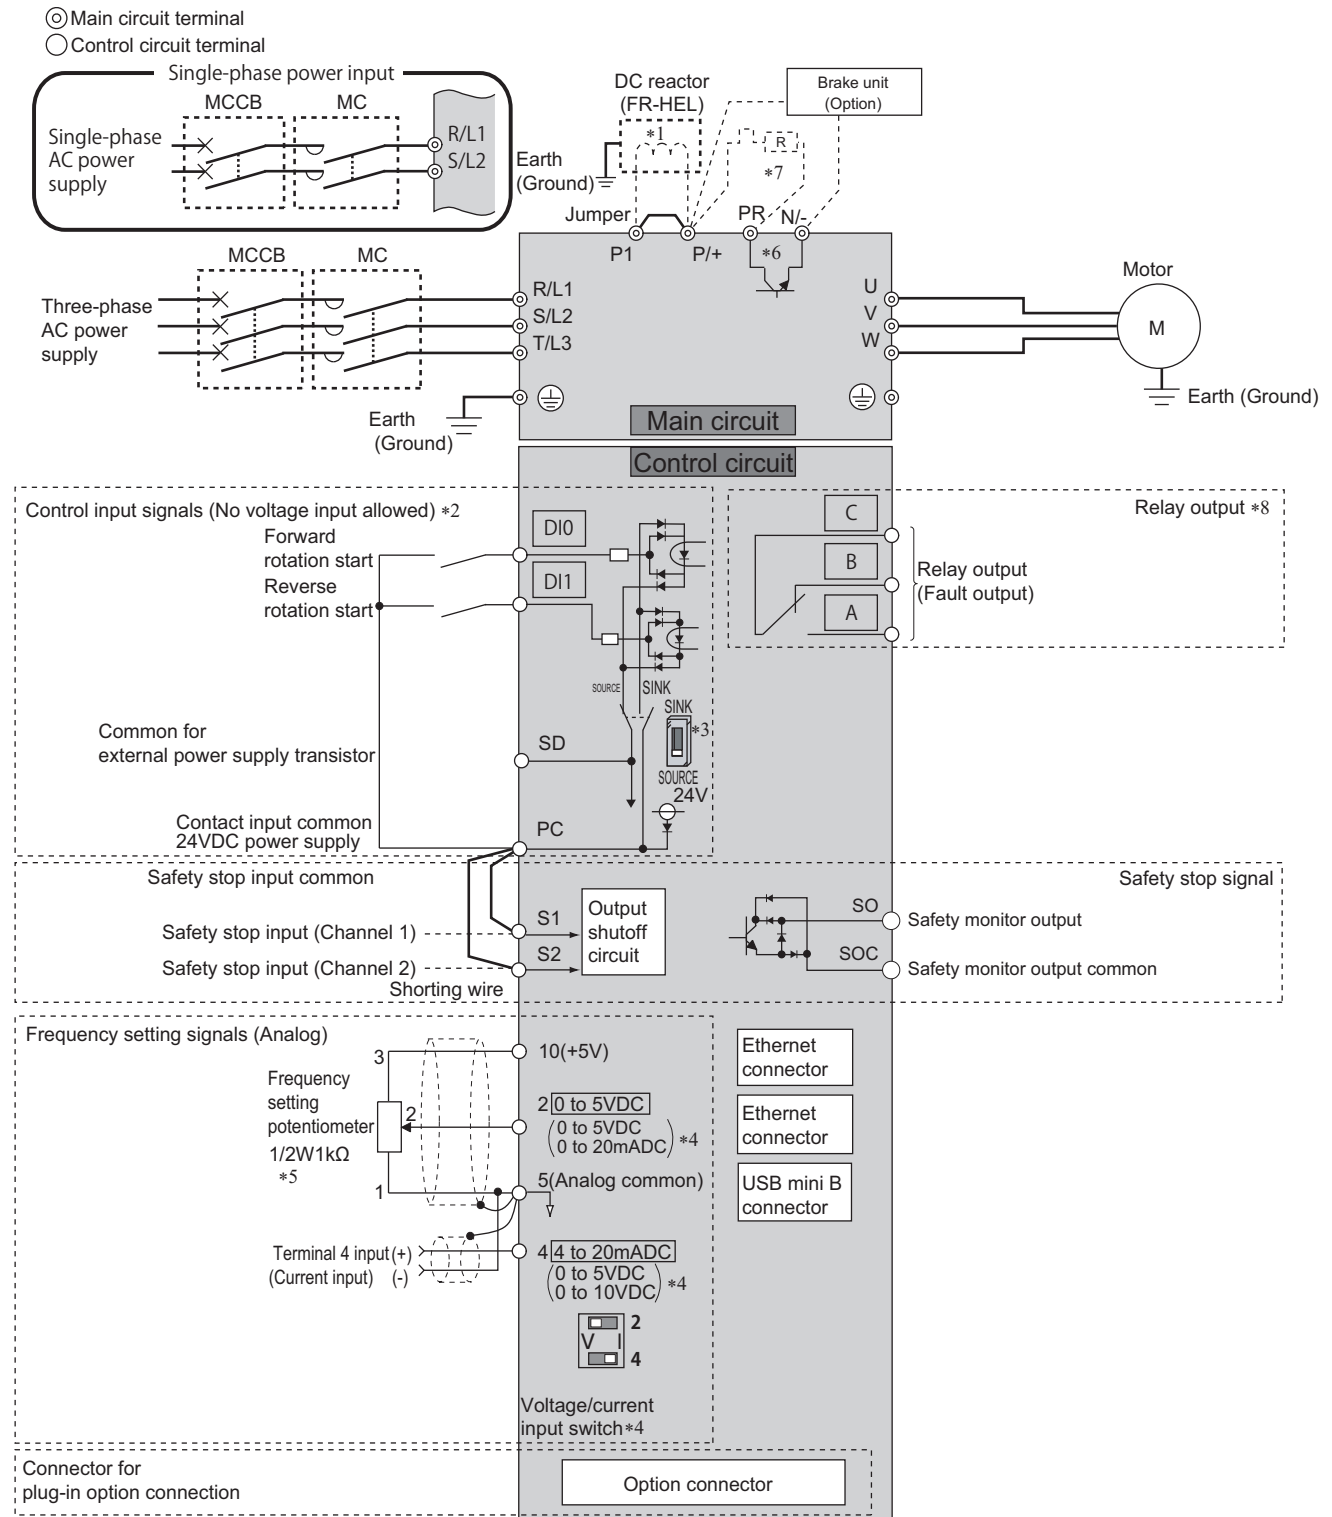 Main circuit terminal
Control circuit terminal
Single-phase power input
MCCB
MC
Single-phase
AC power
supply
R/L1
S/L2
DC reactor
(FR-HEL)
*1
Earth
(Ground)
Brake unit
(Option)
R
*7
Jumper
P1
P/+
PR
N/-
*6
MCCB
MC
Three-phase
AC power
supply
R/L1
S/L2
T/L3
U
V
W
Motor
M
Earth (Ground)
Earth
(Ground)
Main circuit
Control circuit
Control input signals (No voltage input allowed) *2
Forward
rotation start
Reverse
rotation start
DI0
DI1
SOURCE
SINK
SINK
*3
SOURCE
24V
Common for
external power supply transistor
SD
Contact input common
24VDC power supply
PC
Relay output *8
C
B
A
Relay output
(Fault output)
Safety stop input common
Safety stop signal
Safety stop input (Channel 1)
S1
Safety stop input (Channel 2)
S2
Shorting wire
Output
shutoff
circuit
SO
Safety monitor output
SOC
Safety monitor output common
Frequency setting signals (Analog)
3
10(+5V)
Frequency
setting
potentiometer
1/2W1kΩ
*5
2
1
2 0 to 5VDC
(0 to 5VDC
0 to 20mADC) *4
5(Analog common)
Terminal 4 input (+)
(Current input) (-)
4 4 to 20mADC
(0 to 5VDC
0 to 10VDC) *4
2
V I
4
Voltage/current
input switch*4
Ethernet
connector
Ethernet
connector
USB mini B
connector
Connector for
plug-in option connection
Option connector